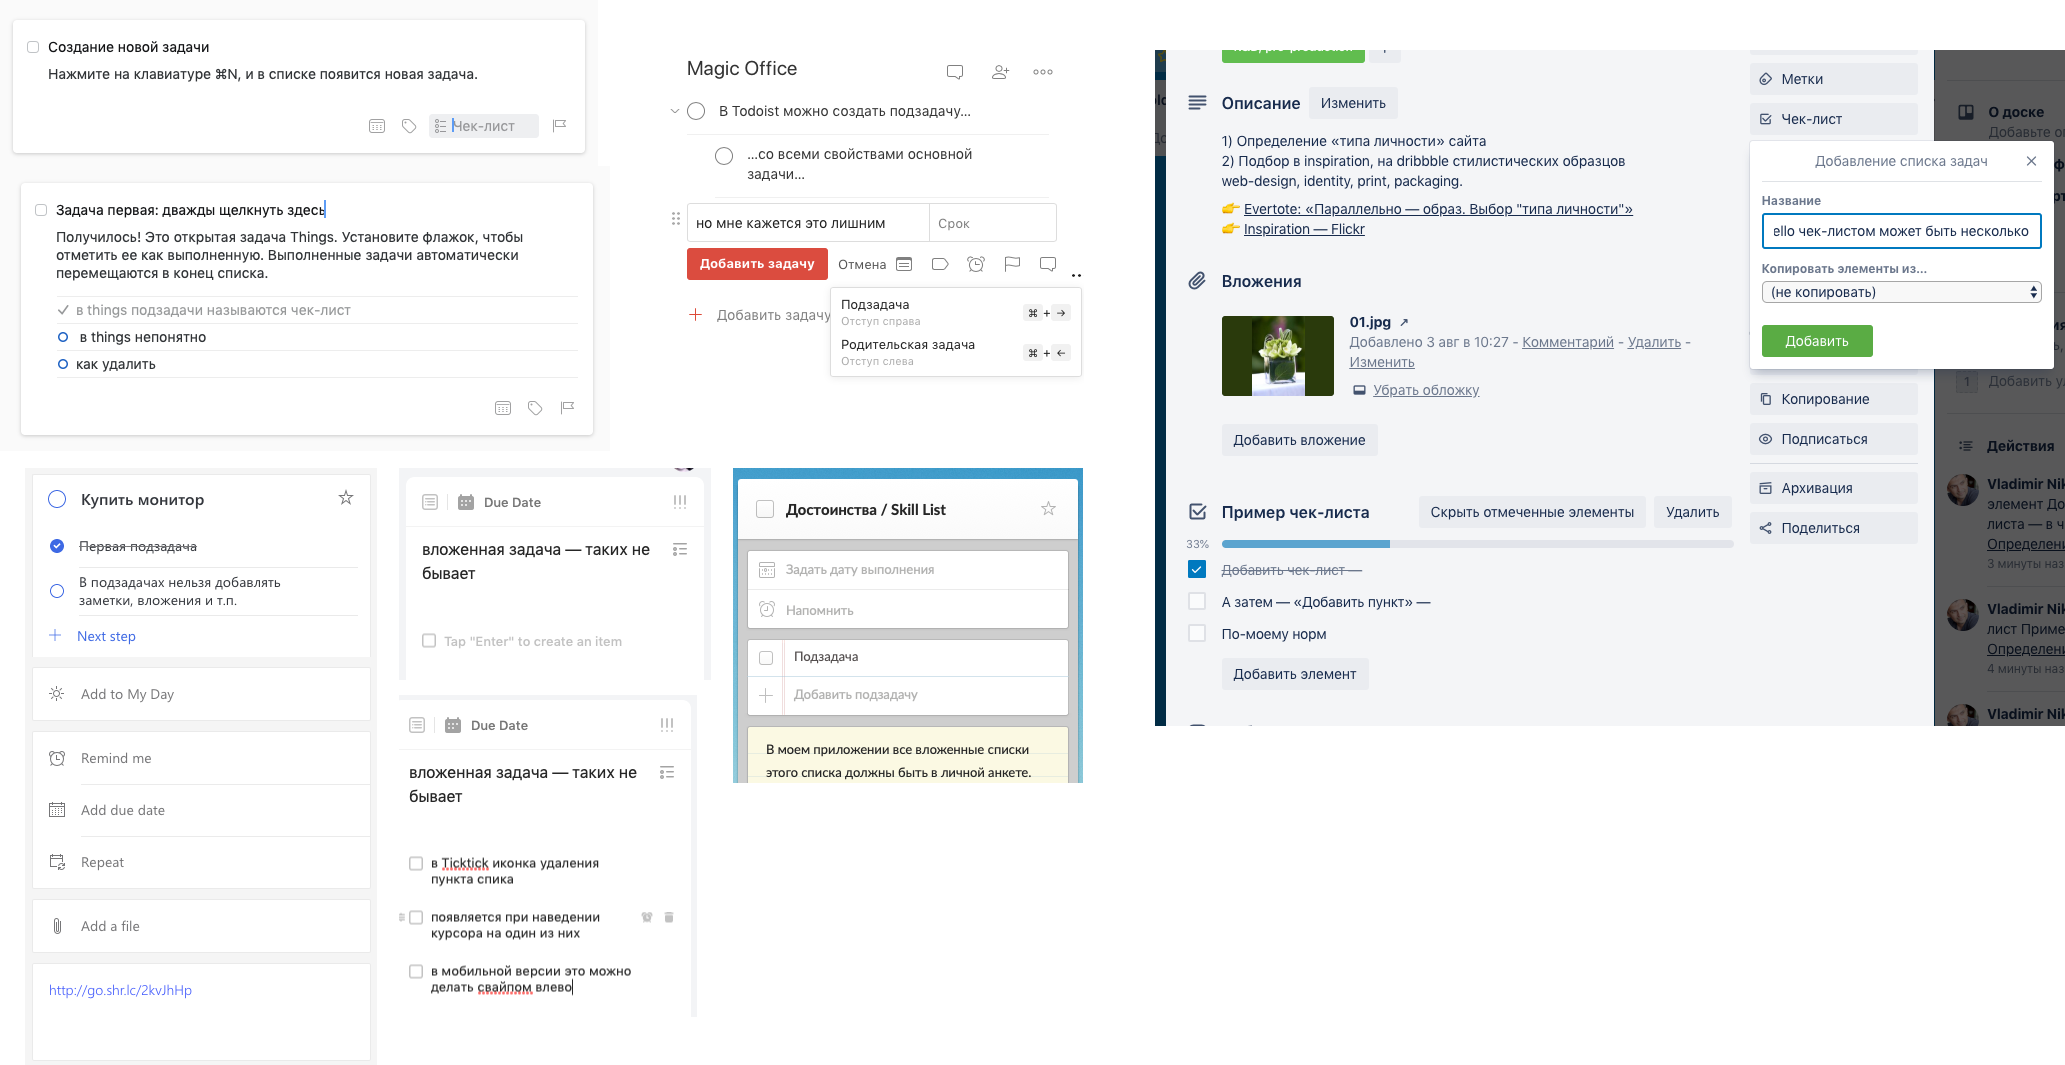 Создание новой задачи
Нажмите на клавиатуре ⌘N, и в списке появится новая задача.
Чек-лист
Задача первая: дважды щелкнуть здесь
Получилось! Это открытая задача Things. Установите флажок, чтобы
отметить ее как выполненную. Выполненные задачи автоматически
перемещаются в конец списка.
в things подзадачи называются чек-лист
в things непонятно
как удалить
Magic Office
В Todoist можно создать подзадачу...
...со всеми свойствами основной
задачи...
но мне кажется это лишним
Срок
Добавить задачу
Отмена
Добавить задачу
Подзадача
Отступ справа
⌘ + →
Родительская задача
Отступ слева
⌘ + ←
Купить монитор
Первая подзадача
В подзадачах нельзя добавлять
заметки, вложения и т.п.
Next step
Add to My Day
Remind me
Add due date
Repeat
Add a file
http://go.shr.lc/2kvJhHp
Due Date
вложенная задача — таких не
бывает
Tap "Enter" to create an item
Due Date
вложенная задача — таких не
бывает
в Ticktick иконка удаления
пункта спика
появляется при наведении
курсора на один из них
в мобильной версии это можно
делать свайпом влево
Достоинства / Skill List
Задать дату выполнения
Напомнить
Подзадача
Добавить подзадачу
В моем приложении все вложенные списки
этого списка должны быть в личной анкете.
Описание
Изменить
1) Определение «типа личности» сайта
2) Подбор в inspiration, на dribbble стилистических образцов
web-design, identity, print, packaging.
👉 Evertote: «Параллельно — образ. Выбор "типа личности"»
👉 Inspiration — Flickr
Вложения
01.jpg ↗
Добавлено 3 авг в 10:27 - Комментарий - Удалить -
Изменить
Убрать обложку
Добавить вложение
Пример чек-листа
Скрыть отмеченные элементы
Удалить
33%
Добавить чек-лист —
А затем — «Добавить пункт» —
По-моему норм
Добавить элемент
Метки
Чек-лист
Добавление списка задач
Название
ello чек-листом может быть несколько
Копировать элементы из...
(не копировать)
Добавить
Копирование
Подписаться
Архивация
Поделиться
О доске
Добавьте о
1
Добавить у
Действия
Vladimir Nik
элемент До
листа — в ч
Определени
3 минуты наз
Vladimir Nik
лист Приме
Определени
4 минуты наз
Vladimir Nik